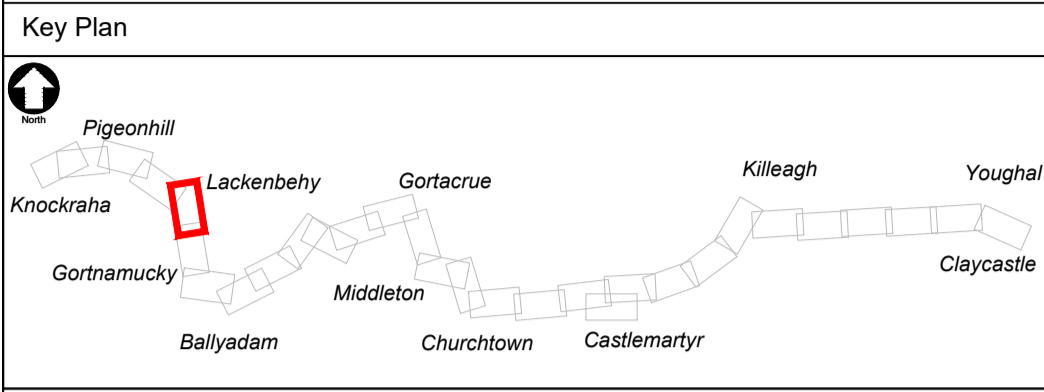 Key Plan
North
Pigeonhill
Knockraha
Lackenbehy
Gortacrue
Killeagh
Youghal
Gortnamucky
Middleton
Claycastle
Ballyadam
Churchtown
Castlemartyr